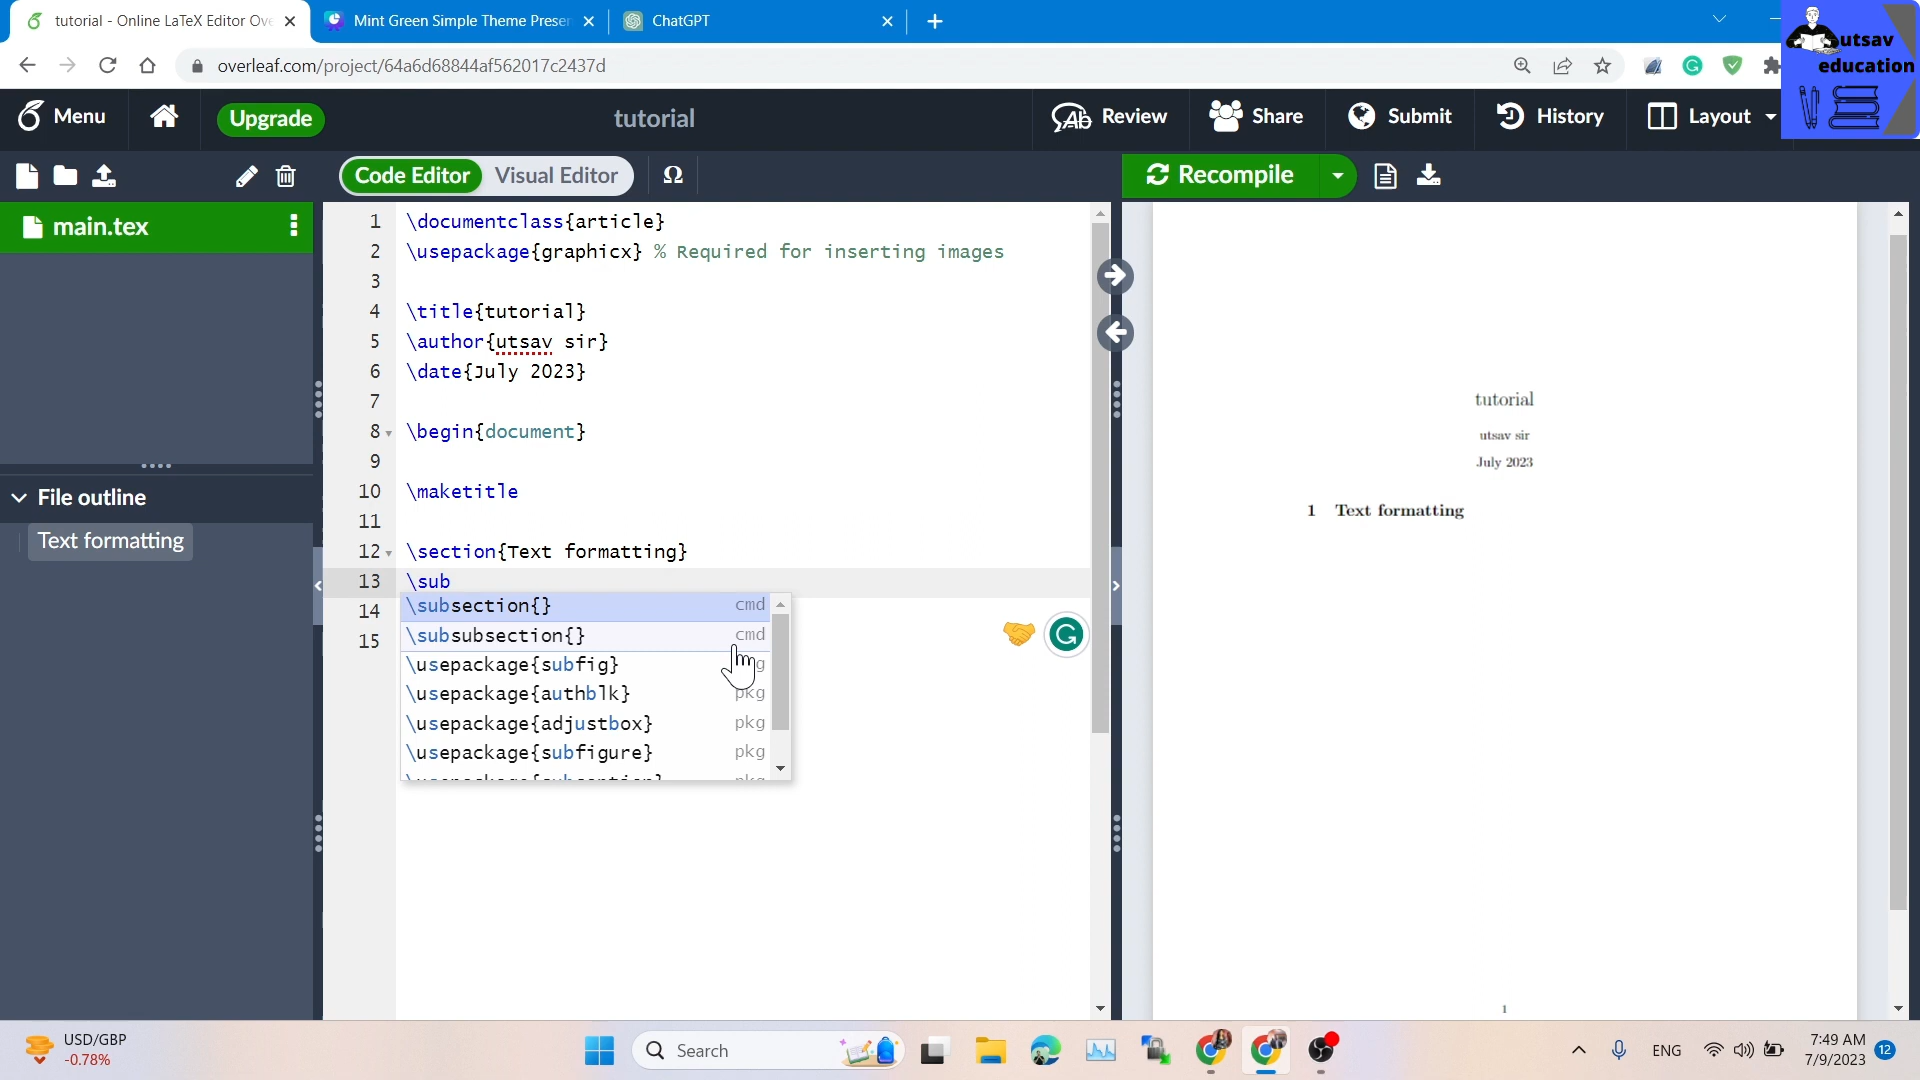 tutorial - Online LaTeX Editor Ove
Mint Green Simple Theme Presen
ChatGPT
overleaf.com/project/64a6d68844af562017c2437d
utsav
education
Menu
Upgrade
tutorial
Review
Share
Submit
History
Layout
Code Editor
Visual Editor
Ω
Recompile
main.tex
File outline
Text formatting
1 \documentclass{article}
2 \usepackage{graphicx} % Required for inserting images
3
4 \title{tutorial}
5 \author{utsav sir}
6 \date{July 2023}
7
8 \begin{document}
9
10 \maketitle
11
12 \section{Text formatting}
13 \sub
14
15
\subsection{} cmd
\subsubsection{} cmd
\usepackage{subfig}
\usepackage{authblk} pkg
\usepackage{adjustbox} pkg
\usepackage{subfigure} pkg
tutorial
utsav sir
July 2023
1 Text formatting
1
USD/GBP
-0.78%
Search
ENG
7:49 AM
7/9/2023
12